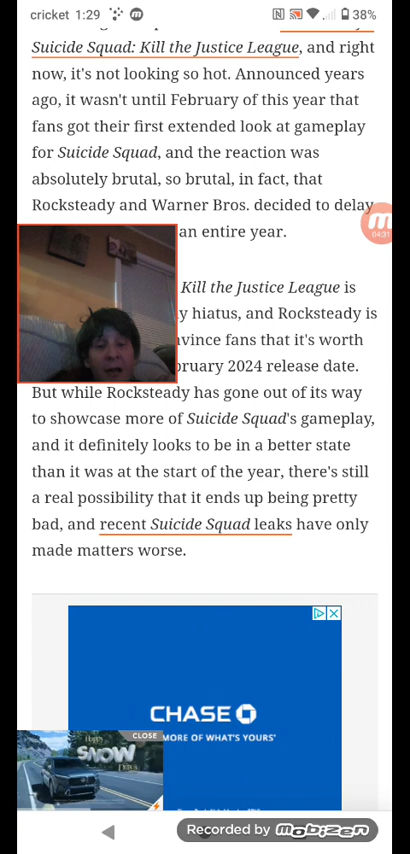 cricket 1:29
38%
Suicide Squad: Kill the Justice League, and right
now, it's not looking so hot. Announced years
ago, it wasn't until February of this year that
fans got their first extended look at gameplay
for Suicide Squad, and the reaction was
absolutely brutal, so brutal, in fact, that
Rocksteady and Warner Bros. decided to delay
04:31
an entire year.
Kill the Justice League is
y hiatus, and Rocksteady is
vince fans that it's worth
bruary 2024 release date.
But while Rocksteady has gone out of its way
to showcase more of Suicide Squad's gameplay,
and it definitely looks to be in a better state
than it was at the start of the year, there's still
a real possibility that it ends up being pretty
bad, and recent Suicide Squad leaks have only
made matters worse.
CHASE
MORE OF WHAT'S YOURS'
CLOSE
Happy
SNOW
Days
Recorded by mobizen